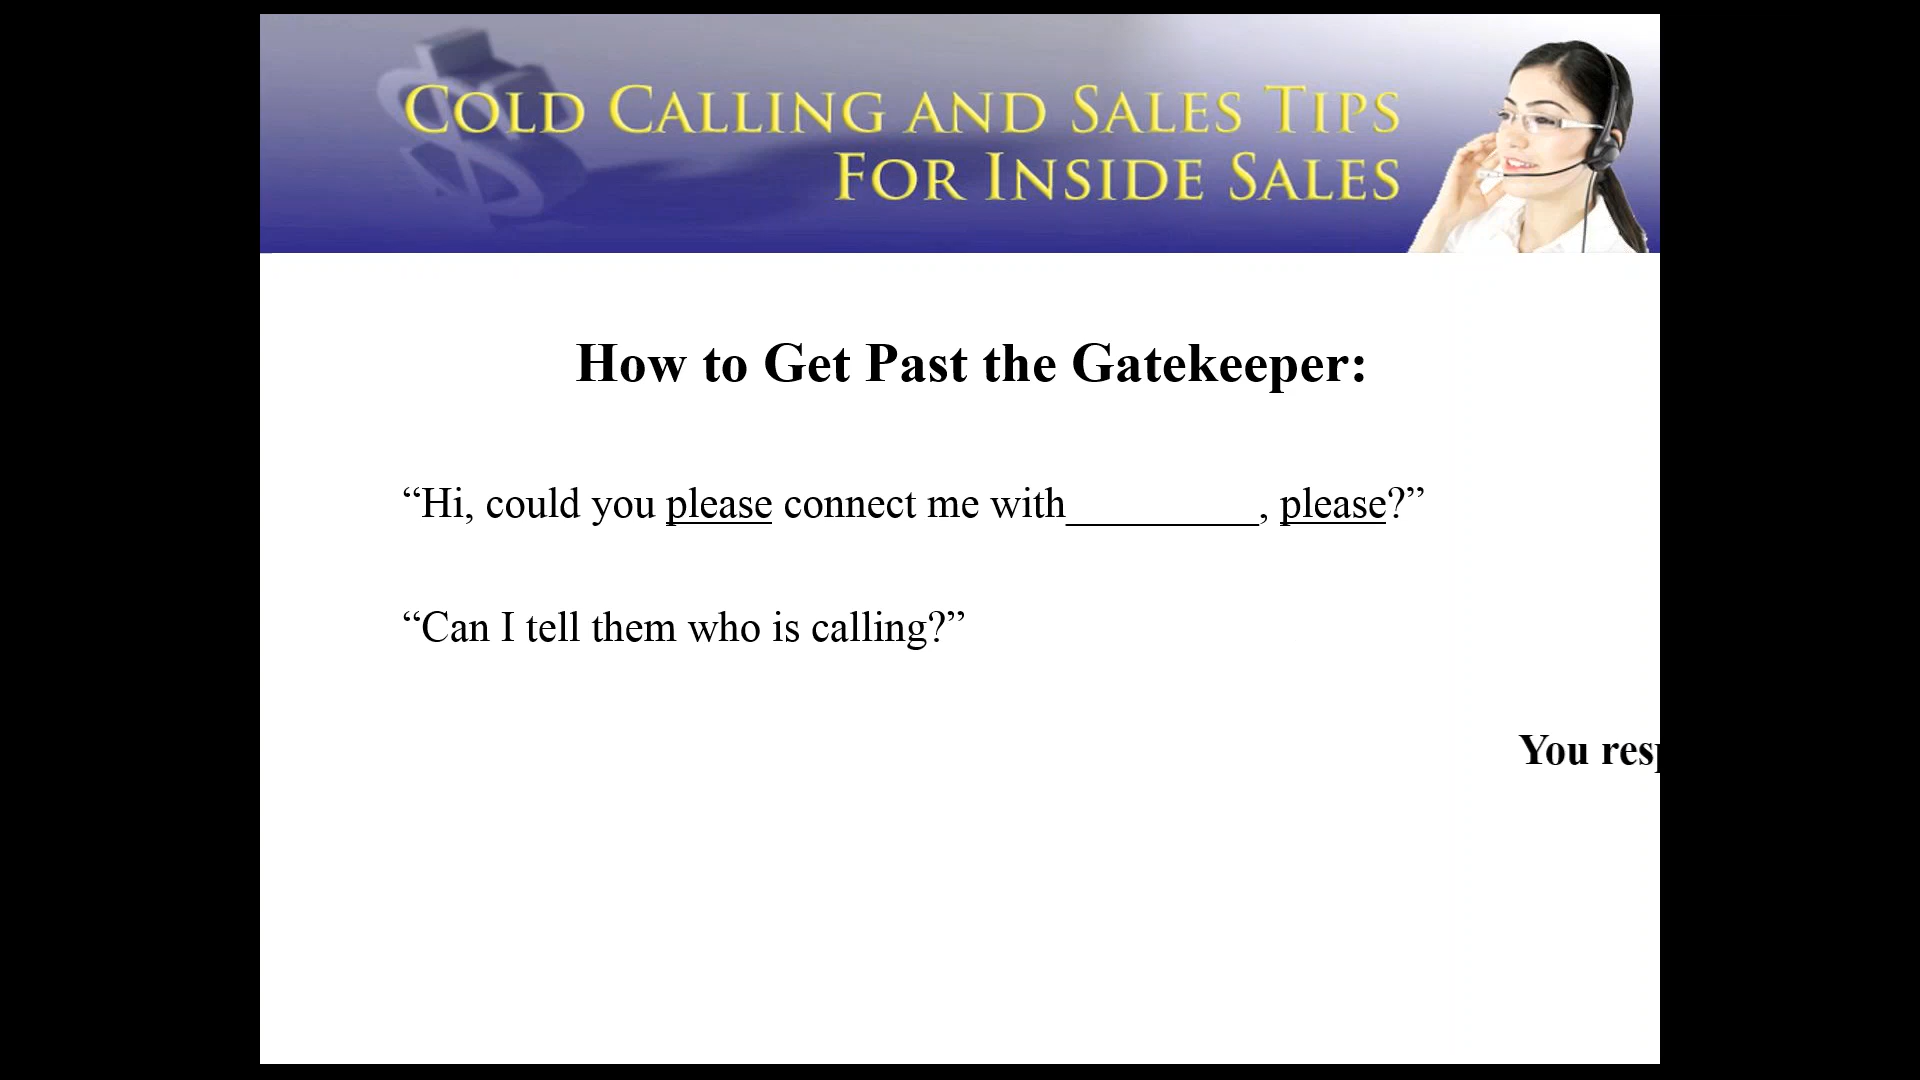 COLD CALLING AND SALES TIPS
FOR INSIDE SALES
How to Get Past the Gatekeeper:
“Hi, could you please connect me with_________, please?”
“Can I tell them who is calling?”
You resp